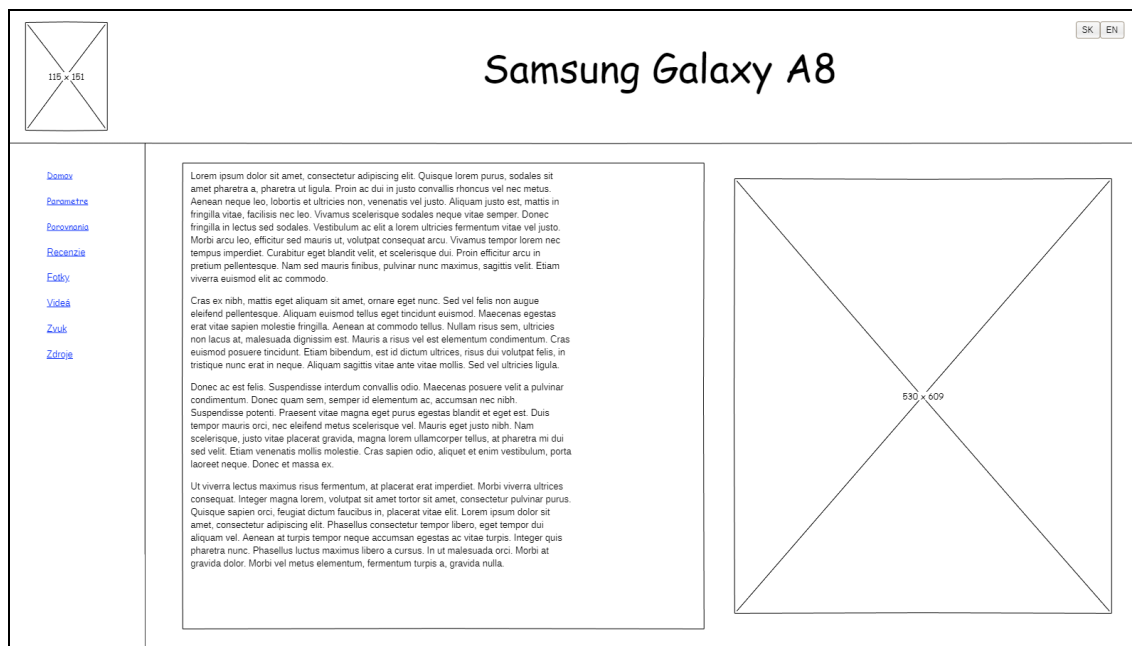 115 x 151
Samsung Galaxy A8
SK
EN
Domov
Parametre
Porovnania
Recenzie
Fotky
Videá
Zvuk
Zdroje
Lorem ipsum dolor sit amet, consectetur adipiscing elit. Quisque lorem purus, sodales sit
amet pharetra a, pharetra ut ligula. Proin ac dui in justo convallis rhoncus vel nec metus.
Aenean neque leo, lobortis et ultricies non, venenatis vel justo. Aliquam justo est, mattis in
fringilla vitae, facilisis nec leo. Vivamus scelerisque sodales neque vitae semper. Donec
fringilla in lectus sed sodales. Vestibulum ac elit a lorem ultricies fermentum vitae vel justo.
Morbi arcu leo, efficitur sed mauris ut, volutpat consequat arcu. Vivamus tempor lorem nec
tempus imperdiet. Curabitur eget blandit velit, et scelerisque dui. Proin efficitur arcu in
pretium pellentesque. Nam sed mauris finibus, pulvinar nunc maximus, sagittis velit. Etiam
viverra euismod elit ac commodo.
Cras ex nibh, mattis eget aliquam sit amet, ornare eget nunc. Sed vel felis non augue
eleifend pellentesque. Aliquam euismod tellus eget tincidunt euismod. Maecenas egestas
erat vitae sapien molestie fringilla. Aenean at commodo tellus. Nullam risus sem, ultricies
non lacus at, malesuada dignissim est. Mauris a risus vel est elementum condimentum. Cras
euismod posuere tincidunt. Etiam bibendum, est id dictum ultrices, risus dui volutpat felis, in
tristique nunc erat in neque. Aliquam sagittis vitae ante vitae mollis. Sed vel ultricies ligula.
Donec ac est felis. Suspendisse interdum convallis odio. Maecenas posuere velit a pulvinar
condimentum. Donec quam sem, semper id elementum ac, accumsan nec nibh.
Suspendisse potenti. Praesent vitae magna eget purus egestas blandit et eget est. Duis
tempor mauris orci, nec eleifend metus scelerisque vel. Mauris eget justo nibh. Nam
scelerisque, justo vitae placerat gravida, magna lorem ullamcorper tellus, at pharetra mi dui
sed velit. Etiam venenatis mollis molestie. Cras sapien odio, aliquet et enim vestibulum, porta
laoreet neque. Donec et massa ex.
Ut viverra lectus maximus risus fermentum, at placerat erat imperdiet. Morbi viverra ultrices
consequat. Integer magna lorem, volutpat sit amet tortor sit amet, consectetur pulvinar purus.
Quisque sapien orci, feugiat dictum faucibus in, placerat vitae elit. Lorem ipsum dolor sit
amet, consectetur adipiscing elit. Phasellus consectetur tempor libero, eget tempor dui
aliquam vel. Aenean at turpis tempor neque accumsan egestas ac vitae turpis. Integer quis
pharetra nunc. Phasellus luctus maximus libero a cursus. In ut malesuada orci. Morbi at
gravida dolor. Morbi vel metus elementum, fermentum turpis a, gravida nulla.
530 x 609